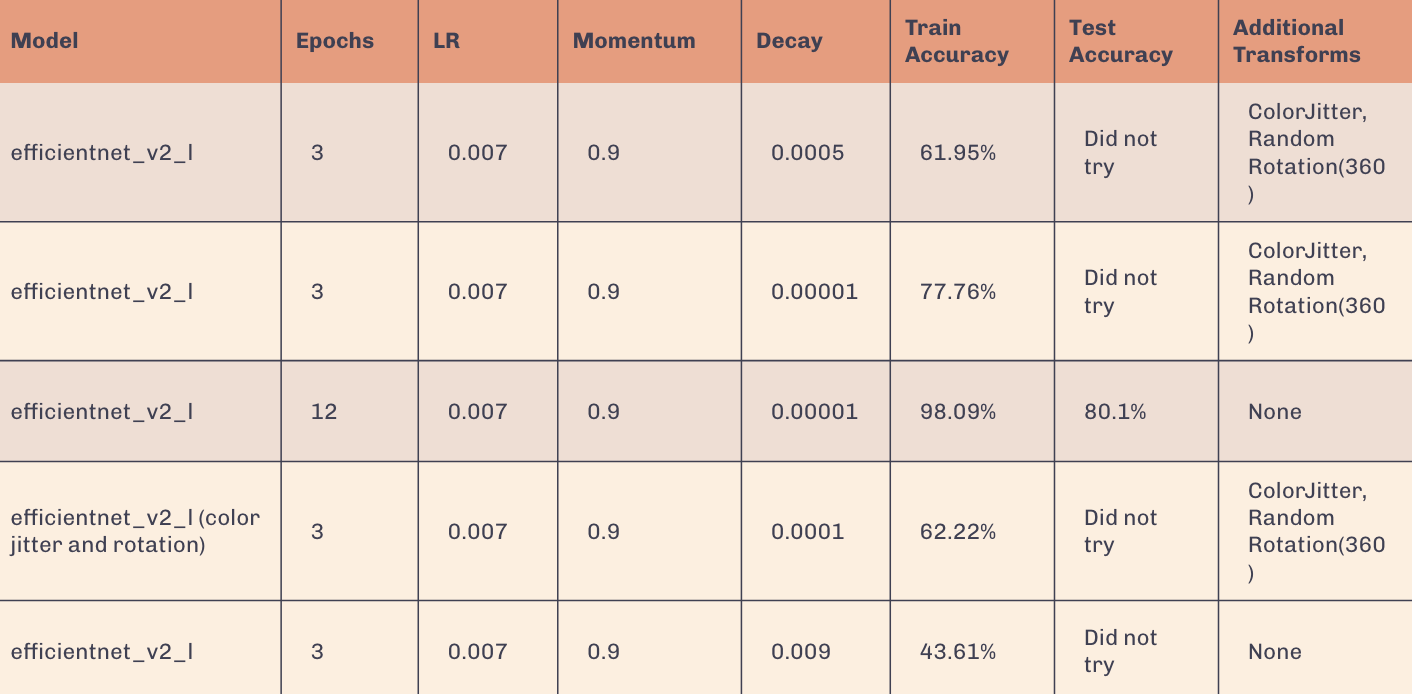 Model Epochs LR Momentum Decay Train Accuracy Test Accuracy Additional Transforms
efficientnet_v2_l 3 0.007 0.9 0.0005 61.95% Did not try ColorJitter, Random Rotation(360)
efficientnet_v2_l 3 0.007 0.9 0.00001 77.76% Did not try ColorJitter, Random Rotation(360)
efficientnet_v2_l 12 0.007 0.9 0.00001 98.09% 80.1% None
efficientnet_v2_l (color jitter and rotation) 3 0.007 0.9 0.0001 62.22% Did not try ColorJitter, Random Rotation(360)
efficientnet_v2_l 3 0.007 0.9 0.009 43.61% Did not try None